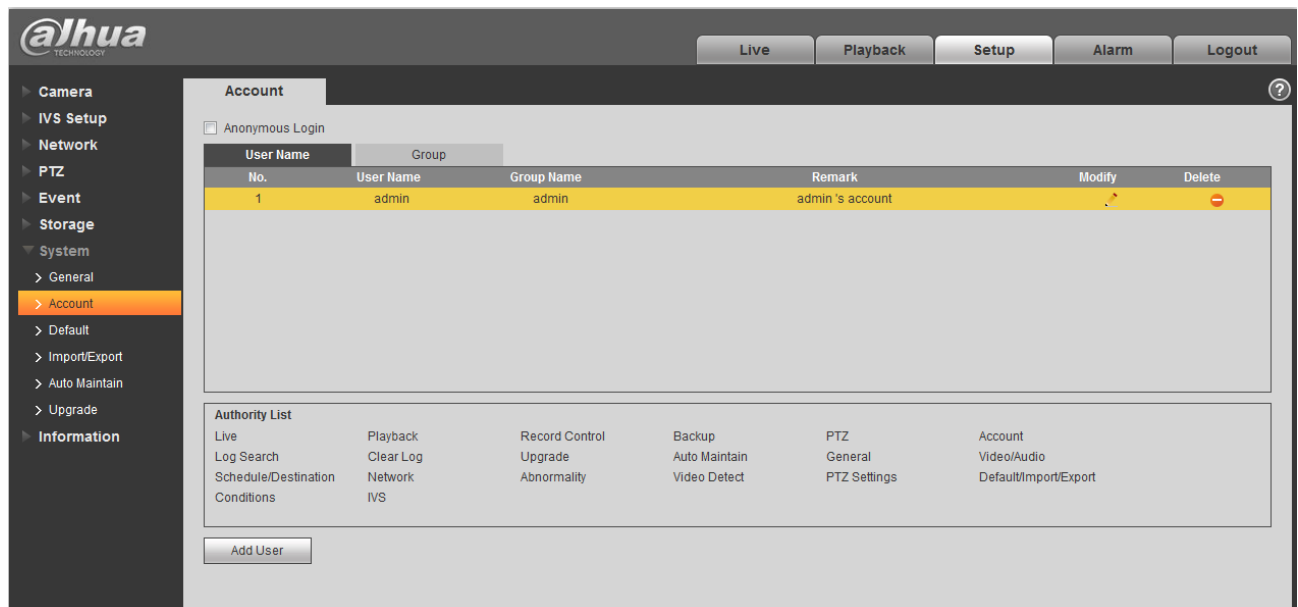 alhua
TECHNOLOGY
Live Playback Setup Alarm Logout
Camera
IVS Setup
Network
PTZ
Event
Storage
System
General
Account
Default
Import/Export
Auto Maintain
Upgrade
Information
Account ?
Anonymous Login
User Name Group
No. User Name Group Name Remark Modify Delete
1 admin admin admin 's account
Authority List
Live Playback Record Control Backup PTZ Account
Log Search Clear Log Upgrade Auto Maintain General Video/Audio
Schedule/Destination Network Abnormality Video Detect PTZ Settings Default/Import/Export
Conditions IVS
Add User